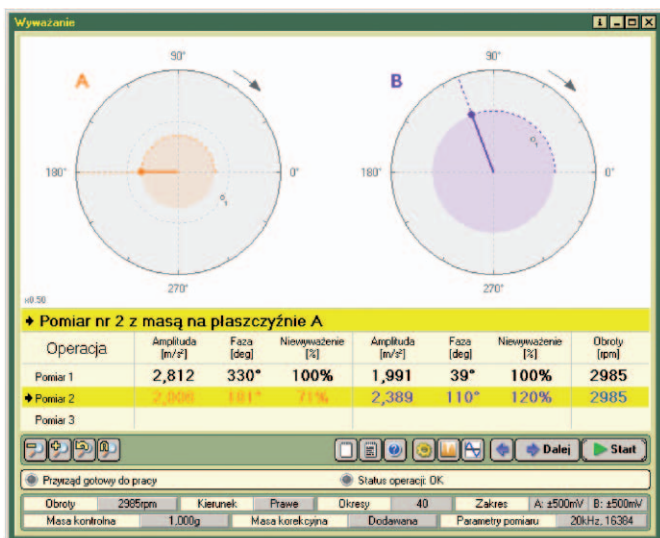 Wyważanie
A
B
90°
90°
180°
0°
180°
0°
270°
270°
x0.50
Pomiar nr 2 z masą na płaszczyźnie A
Operacja Amplituda [m/s²] Faza [deg] Niewyważenie [%] Amplituda [m/s²] Faza [deg] Niewyważenie [%] Obroty [rpm]
Pomiar 1 2,812 330° 100% 1,991 39° 100% 2985
Pomiar 2 181° 71% 2,389 110° 120% 2985
Pomiar 3
Dalej Start
Przyrząd gotowy do pracy Status operacji: OK
Obroty 2985rpm Kierunek Prawe Okresy 40 Zakres A: ±500mV B: ±500mV
Masa kontrolna 1,000g Masa korekcyjna Dodawana Parametry pomiaru 20kHz, 16384